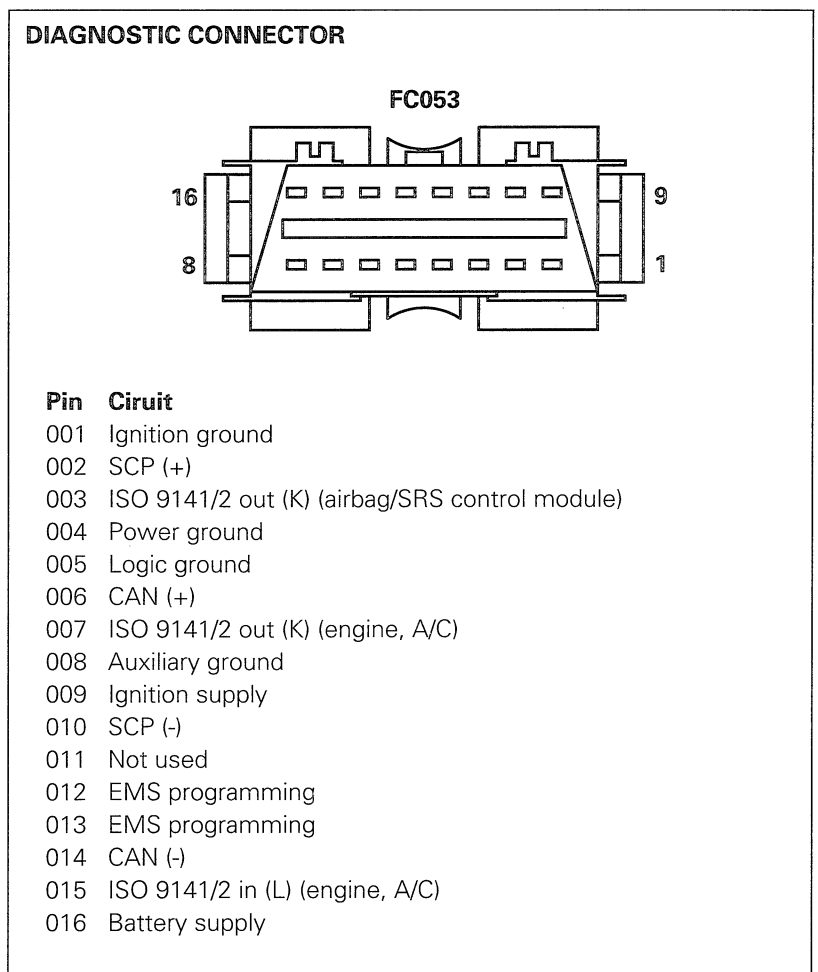 DIAGNOSTIC CONNECTOR
FC053
16 9
8 1
Pin Ciruit
001 Ignition ground
002 SCP (+)
003 ISO 9141/2 out (K) (airbag/SRS control module)
004 Power ground
005 Logic ground
006 CAN (+)
007 ISO 9141/2 out (K) (engine, A/C)
008 Auxiliary ground
009 Ignition supply
010 SCP (-)
011 Not used
012 EMS programming
013 EMS programming
014 CAN (-)
015 ISO 9141/2 in (L) (engine, A/C)
016 Battery supply